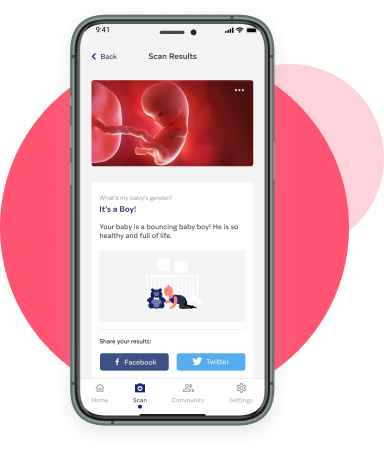 9:41
Back
Scan Results
What's my baby's gender?
It's a Boy!
Your baby is a bouncing baby boy! He is so
healthy and full of life.
Share your results:
Facebook
Twitter
Home
Scan
Community
Settings